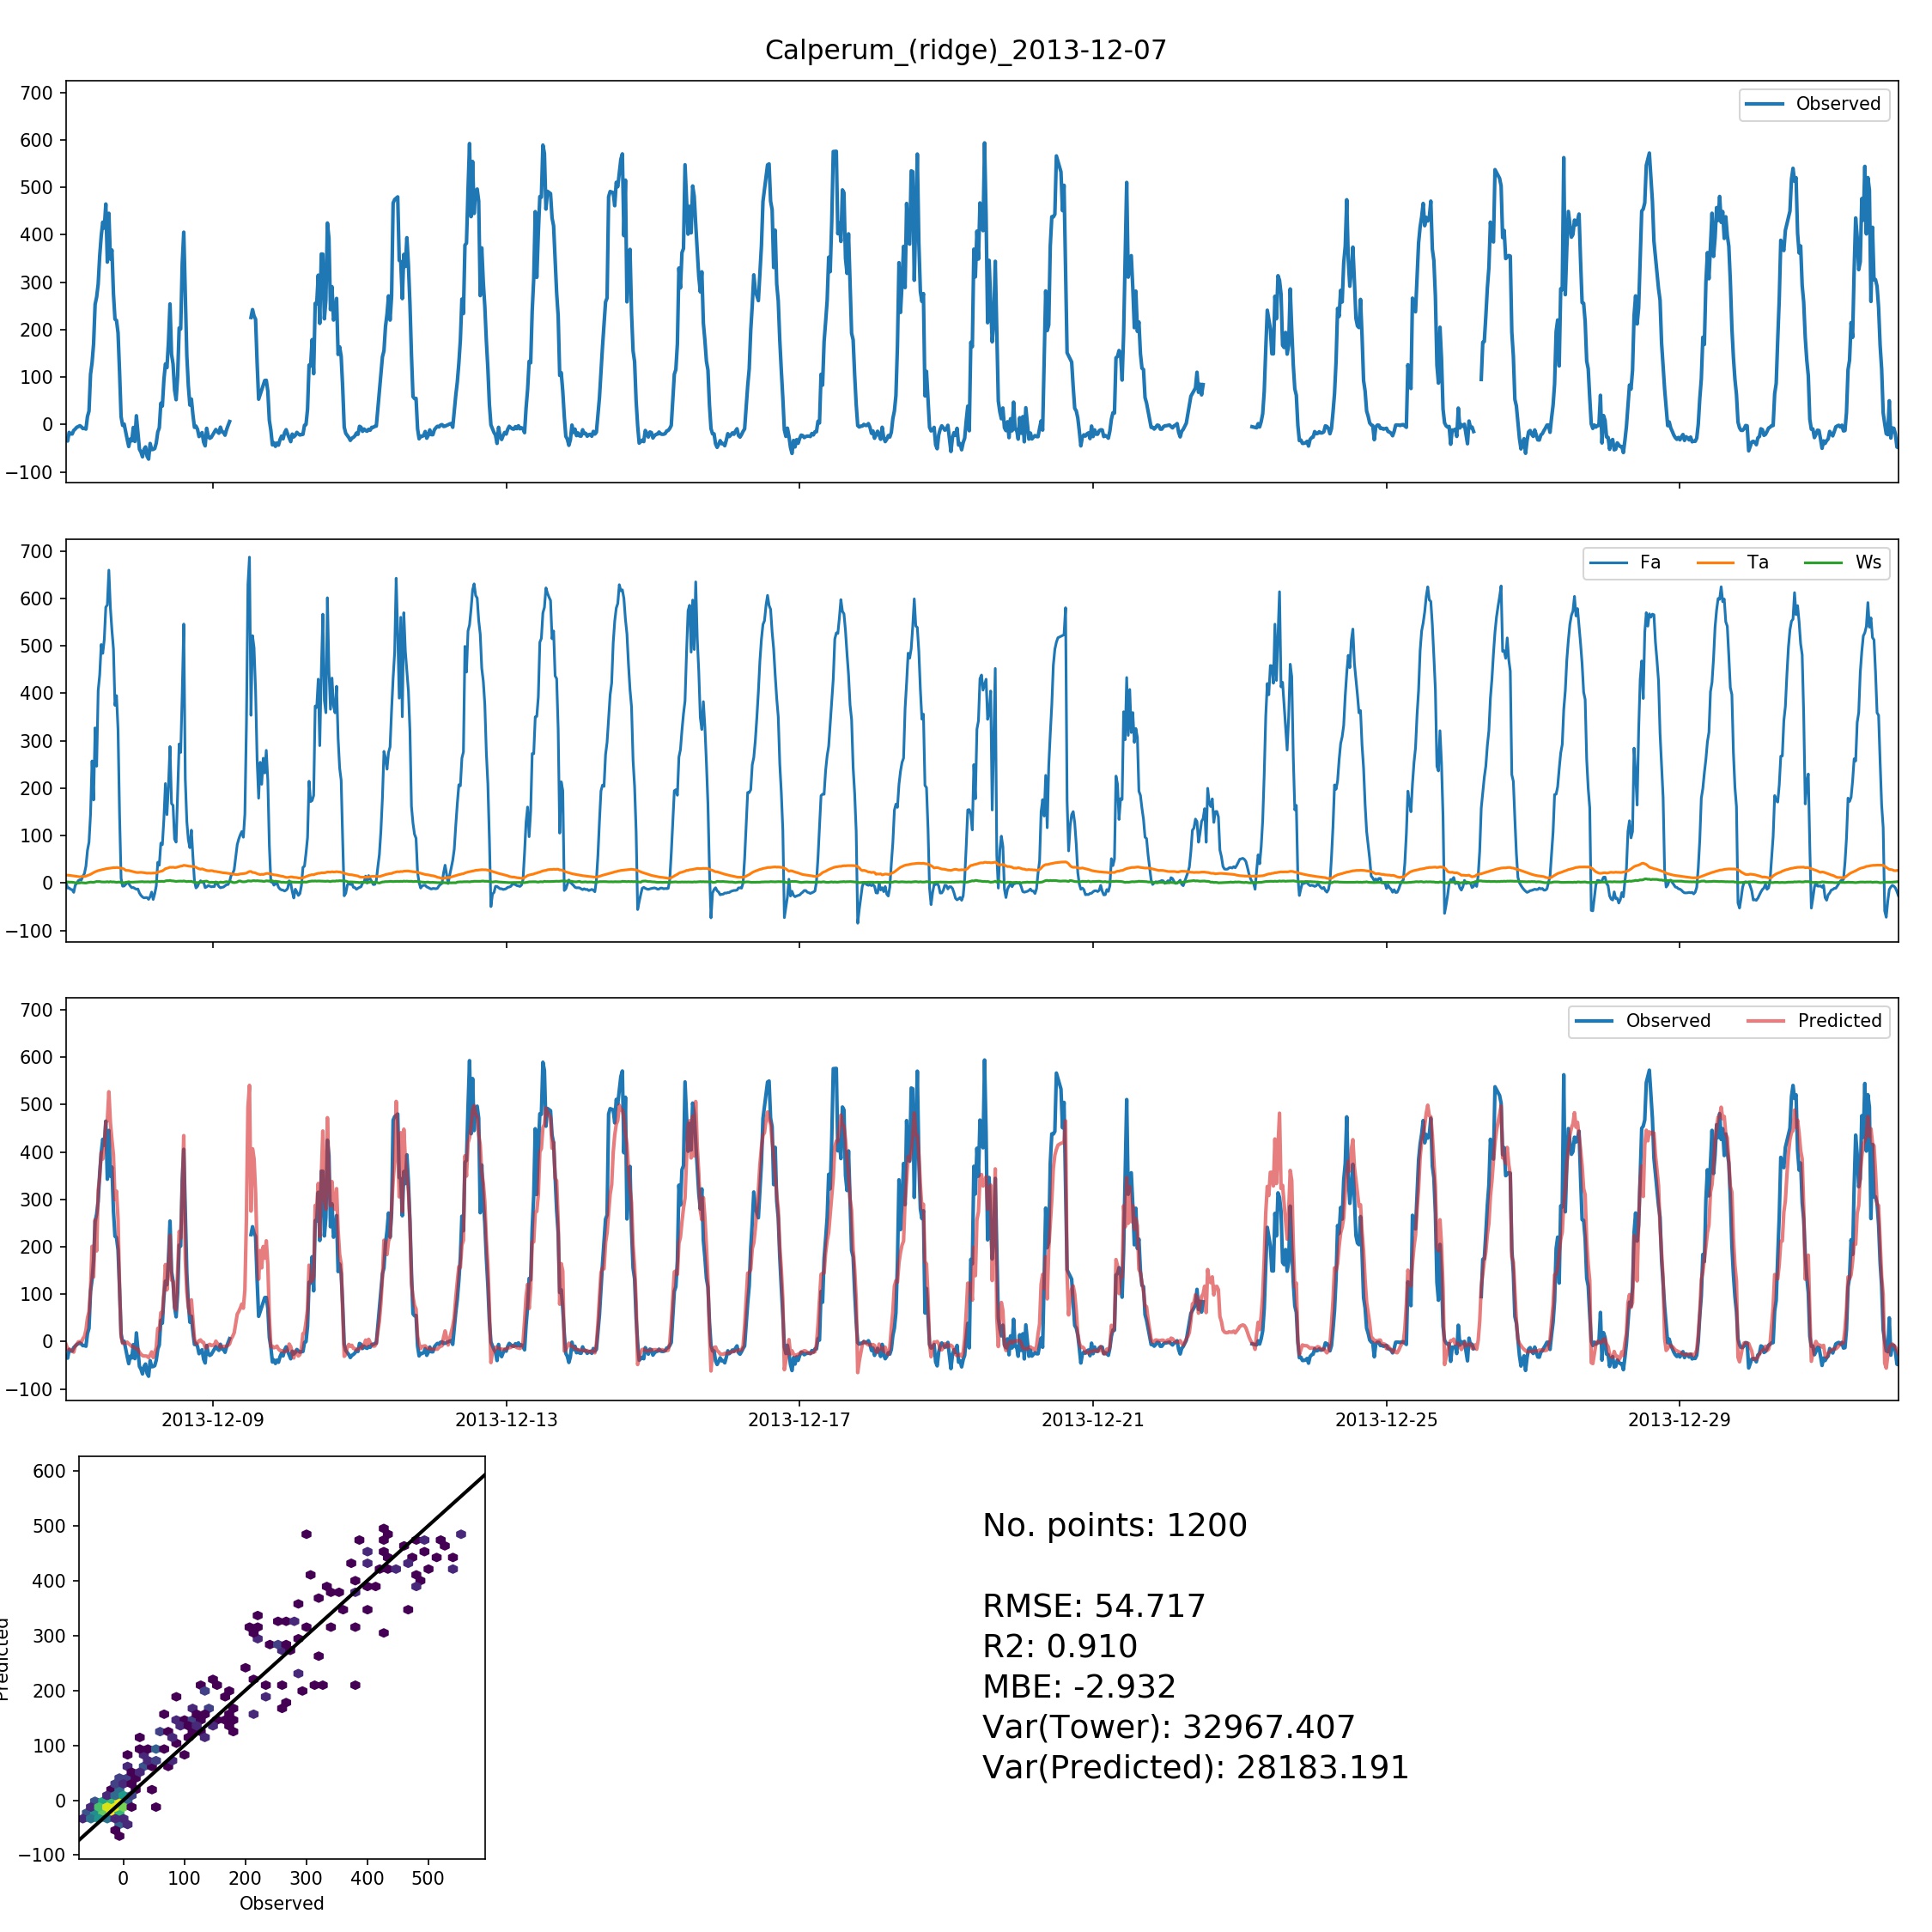 Calperum_(ridge)_2013-12-07
700
600
500
400
300
200
100
0
−100
Observed
700
600
500
400
300
200
100
0
−100
Fa Ta Ws
700
600
500
400
300
200
100
0
−100
Observed Predicted
2013-12-09 2013-12-13 2013-12-17 2013-12-21 2013-12-25 2013-12-29
600
500
400
300
200
100
0
−100
Predicted
0 100 200 300 400 500
Observed
No. points: 1200
RMSE: 54.717
R2: 0.910
MBE: -2.932
Var(Tower): 32967.407
Var(Predicted): 28183.191